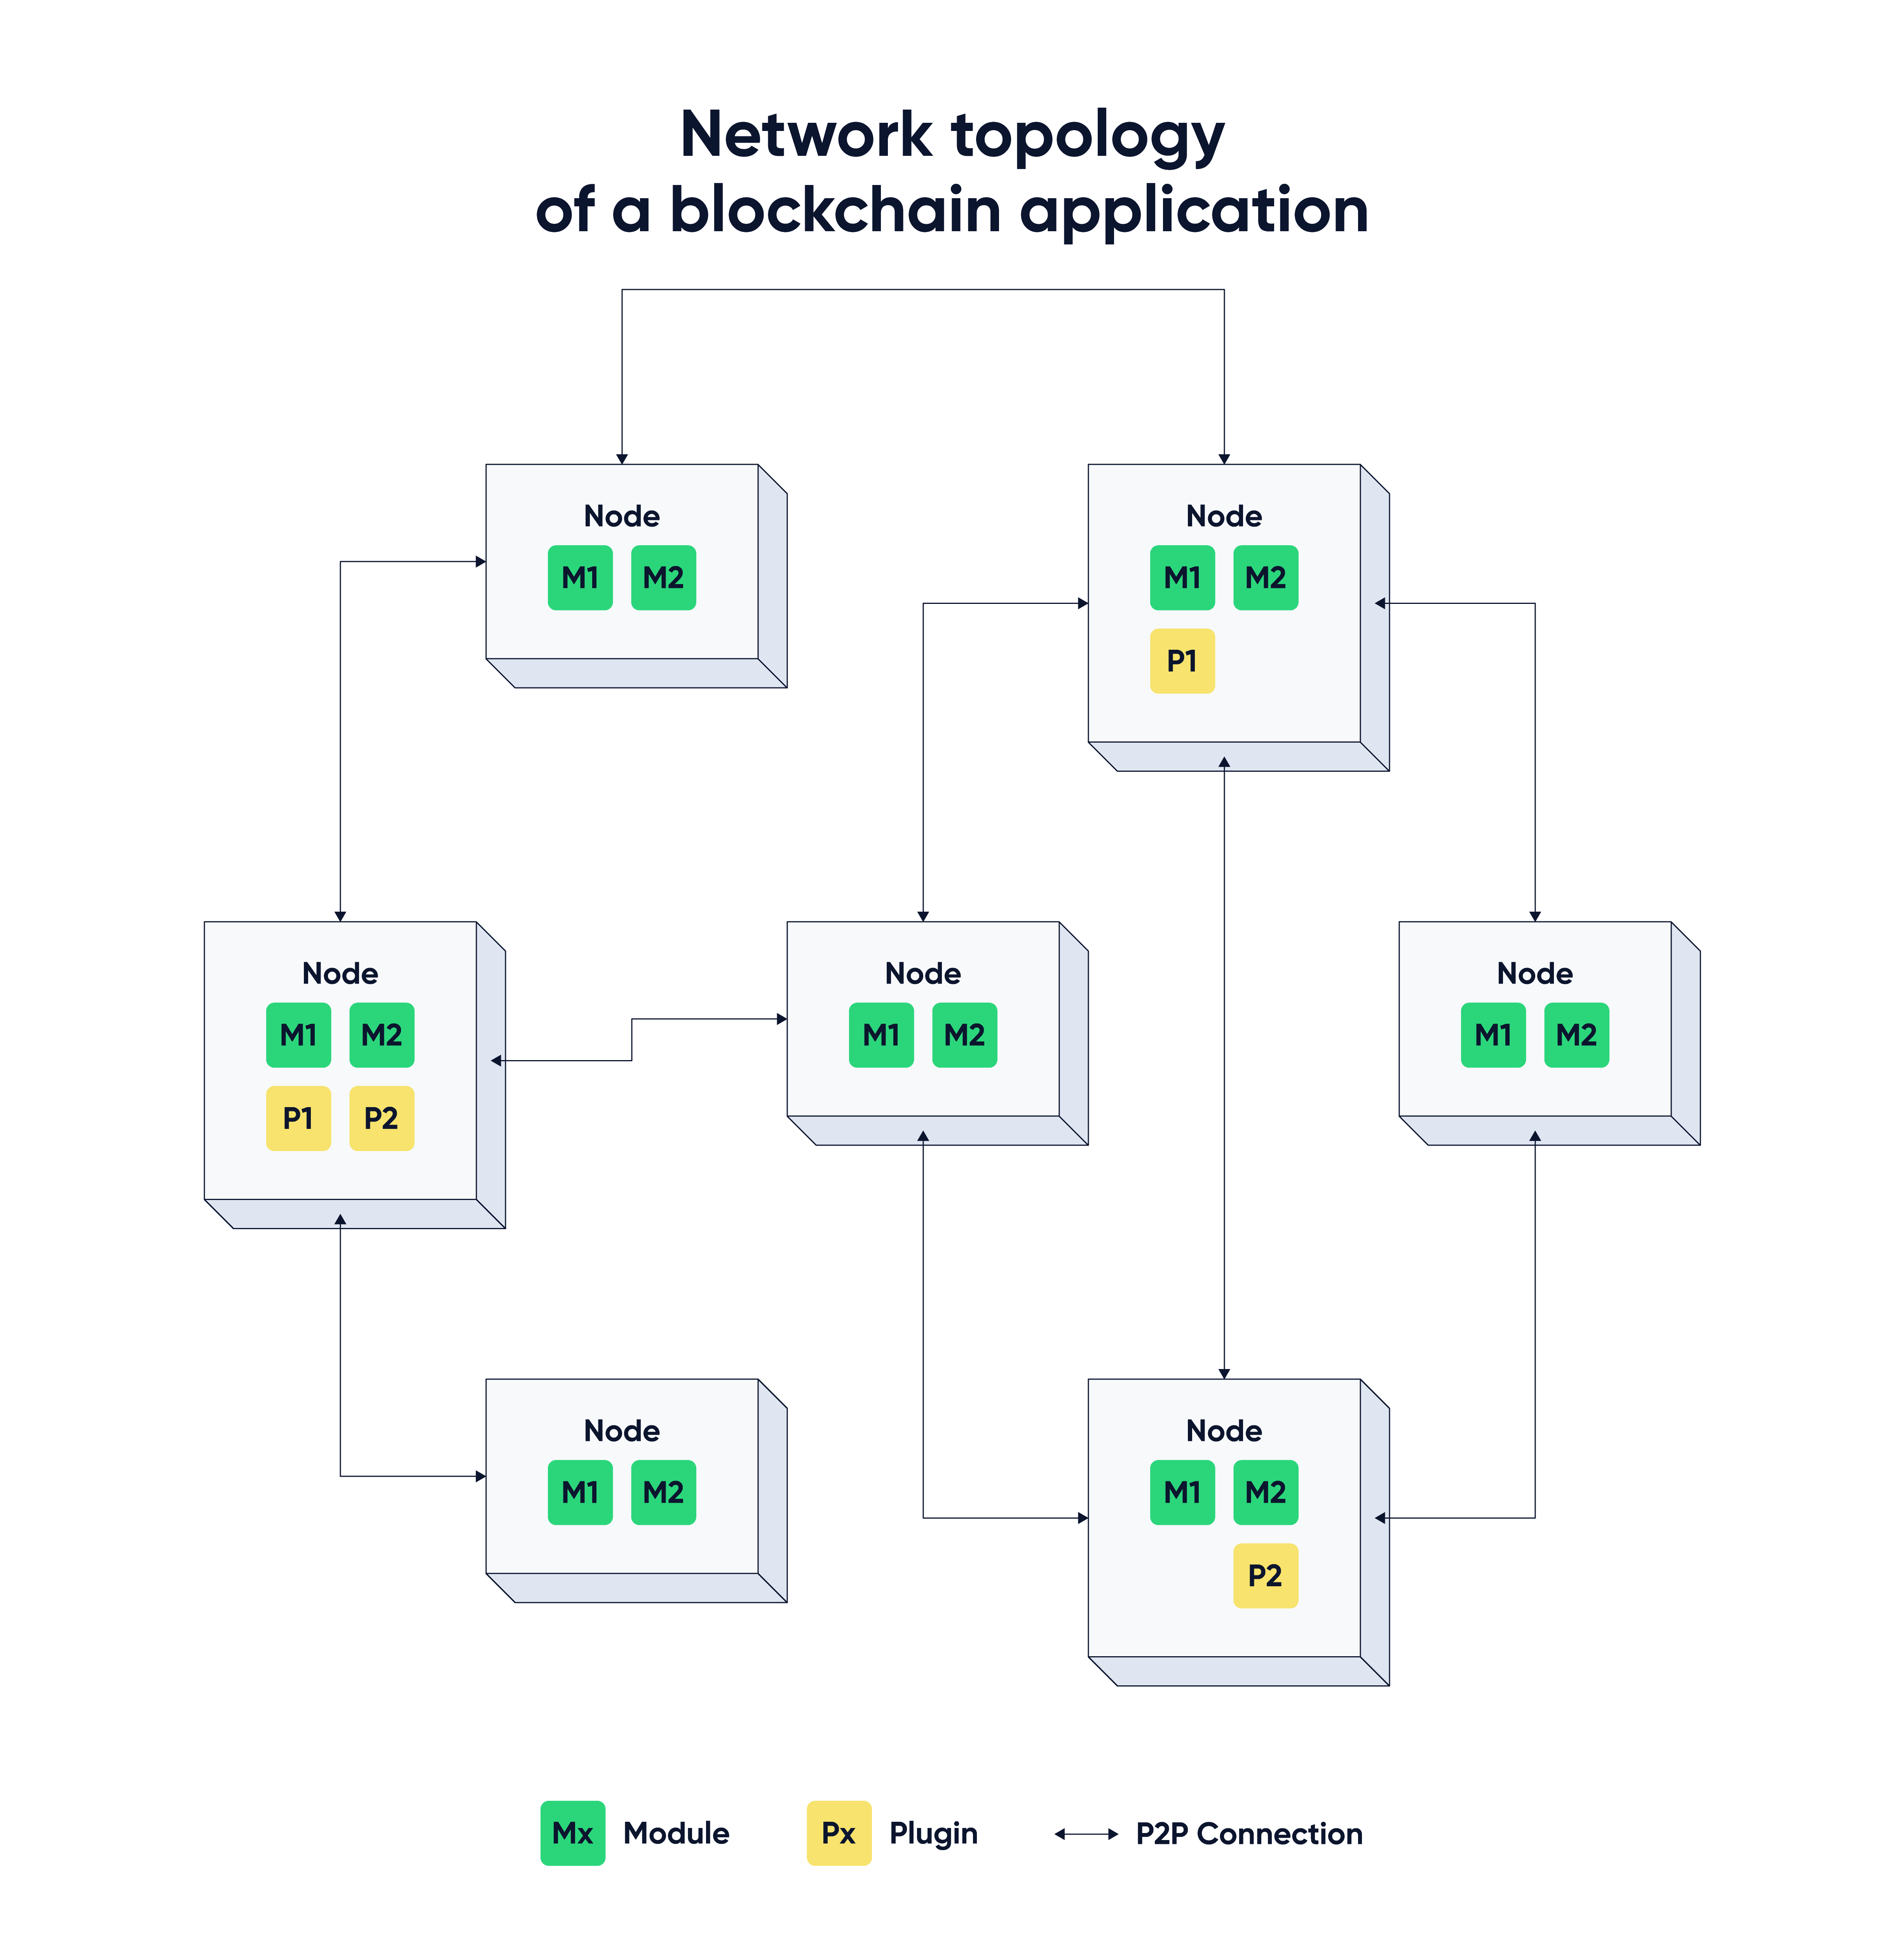 Network topology
of a blockchain application
Node
M1 M2
Node
M1 M2
P1
Node
M1 M2
P1 P2
Node
M1 M2
Node
M1 M2
Node
M1 M2
Node
M1 M2
P2
Mx Module Px Plugin P2P Connection